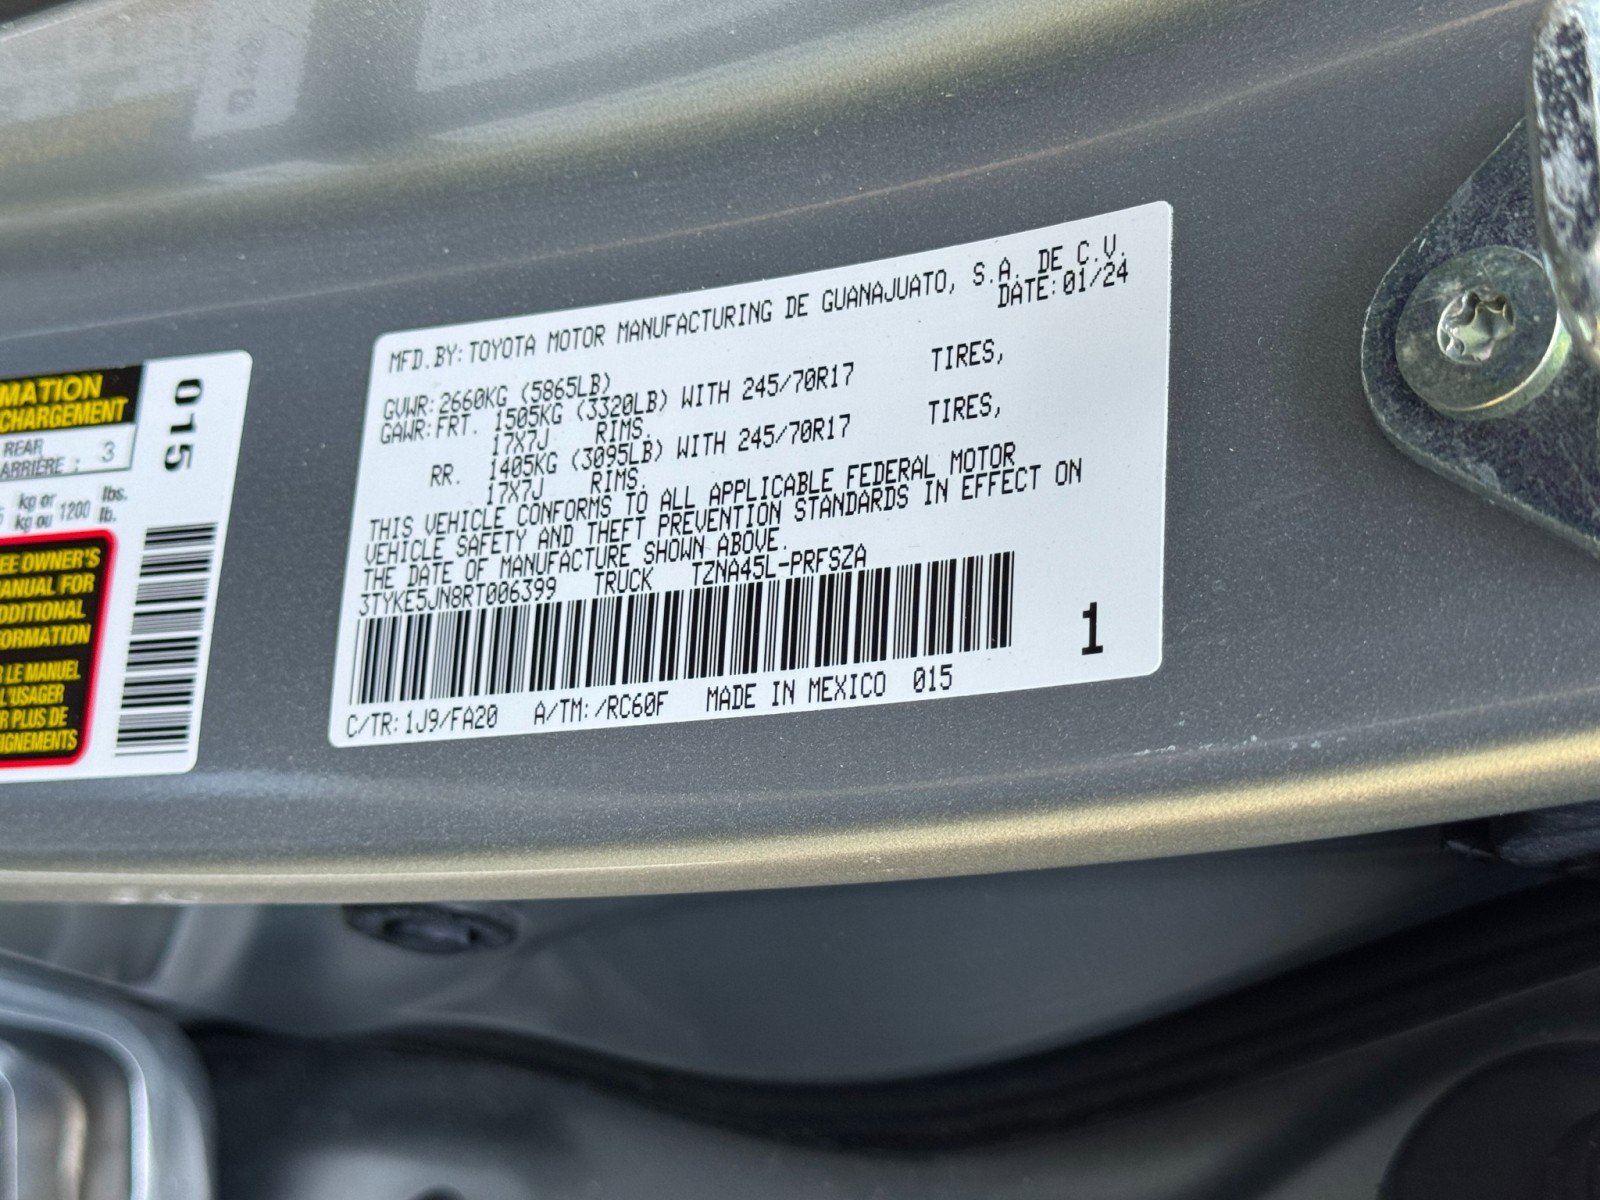 MFD.BY:TOYOTA MOTOR MANUFACTURING DE GUANAJUATO, S.A. DE C.V.
DATE:01/24
GVWR:2660KG (5865LB)
GAWR:FRT. 1505KG (3320LB) WITH 245/70R17 TIRES,
17X7J RIMS.
RR. 1405KG (3095LB) WITH 245/70R17 TIRES,
17X7J RIMS.
THIS VEHICLE CONFORMS TO ALL APPLICABLE FEDERAL MOTOR
VEHICLE SAFETY AND THEFT PREVENTION STANDARDS IN EFFECT ON
THE DATE OF MANUFACTURE SHOWN ABOVE.
3TYKE5JN8RT006399 TRUCK TZNA45L-PRFSZA
1
C/TR:1J9/FA20 A/TM:/RC60F MADE IN MEXICO 015
MATION
CHARGEMENT
REAR
ARRIÈRE : 3
kg or 1200 lbs.
kg ou lb.
015
EE OWNER'S
ANUAL FOR
DDITIONAL
FORMATION
R LE MANUEL
L'USAGER
R PLUS DE
IGNEMENTS